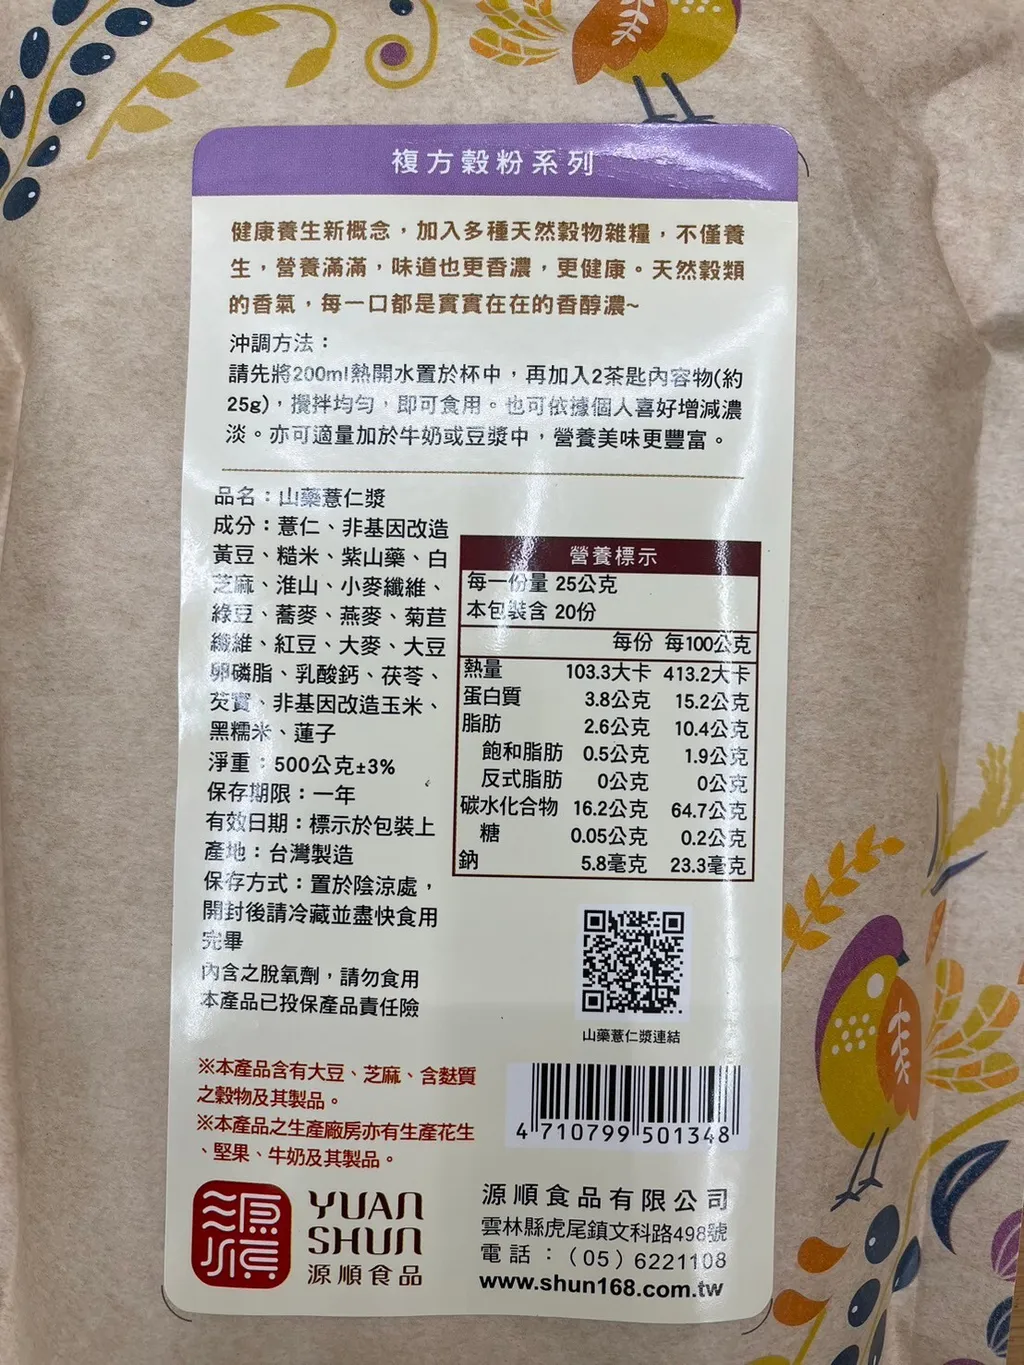 複方穀粉系列
健康養生新概念，加入多種天然穀物雜糧，不僅養
生，營養滿滿，味道也更香濃，更健康。天然穀類
的香氣，每一口都是實實在在的香醇濃~
沖調方法：
請先將200ml熱開水置於杯中，再加入2茶匙內容物(約
25g)，攪拌均勻，即可食用。也可依據個人喜好增減濃
淡。亦可適量加於牛奶或豆漿中，營養美味更豐富。
品名：山藥薏仁漿
成分：薏仁、非基因改造
黃豆、糙米、紫山藥、白
芝麻、淮山、小麥纖維、
綠豆、蕎麥、燕麥、菊苣
纖維、紅豆、大麥、大豆
卵磷脂、乳酸鈣、茯苓、
芡實、非基因改造玉米、
黑糯米、蓮子
淨重：500公克±3%
保存期限：一年
有效日期：標示於包裝上
產地：台灣製造
保存方式：置於陰涼處，
開封後請冷藏並盡快食用
完畢
內含之脫氧劑，請勿食用
本產品已投保產品責任險
營養標示
每一份量 25公克
本包裝含 20份
每份 每100公克
熱量 103.3大卡 413.2大卡
蛋白質 3.8公克 15.2公克
脂肪 2.6公克 10.4公克
飽和脂肪 0.5公克 1.9公克
反式脂肪 0公克 0公克
碳水化合物 16.2公克 64.7公克
糖 0.05公克 0.2公克
鈉 5.8毫克 23.3毫克
山藥薏仁漿連結
※本產品含有大豆、芝麻、含麩質
之穀物及其製品。
※本產品之生產廠房亦有生產花生
、堅果、牛奶及其製品。
4 710799 501348
源順
YUAN
SHUN
源順食品
源順食品有限公司
雲林縣虎尾鎮文科路498號
電話：(05) 6221108
www.shun168.com.tw